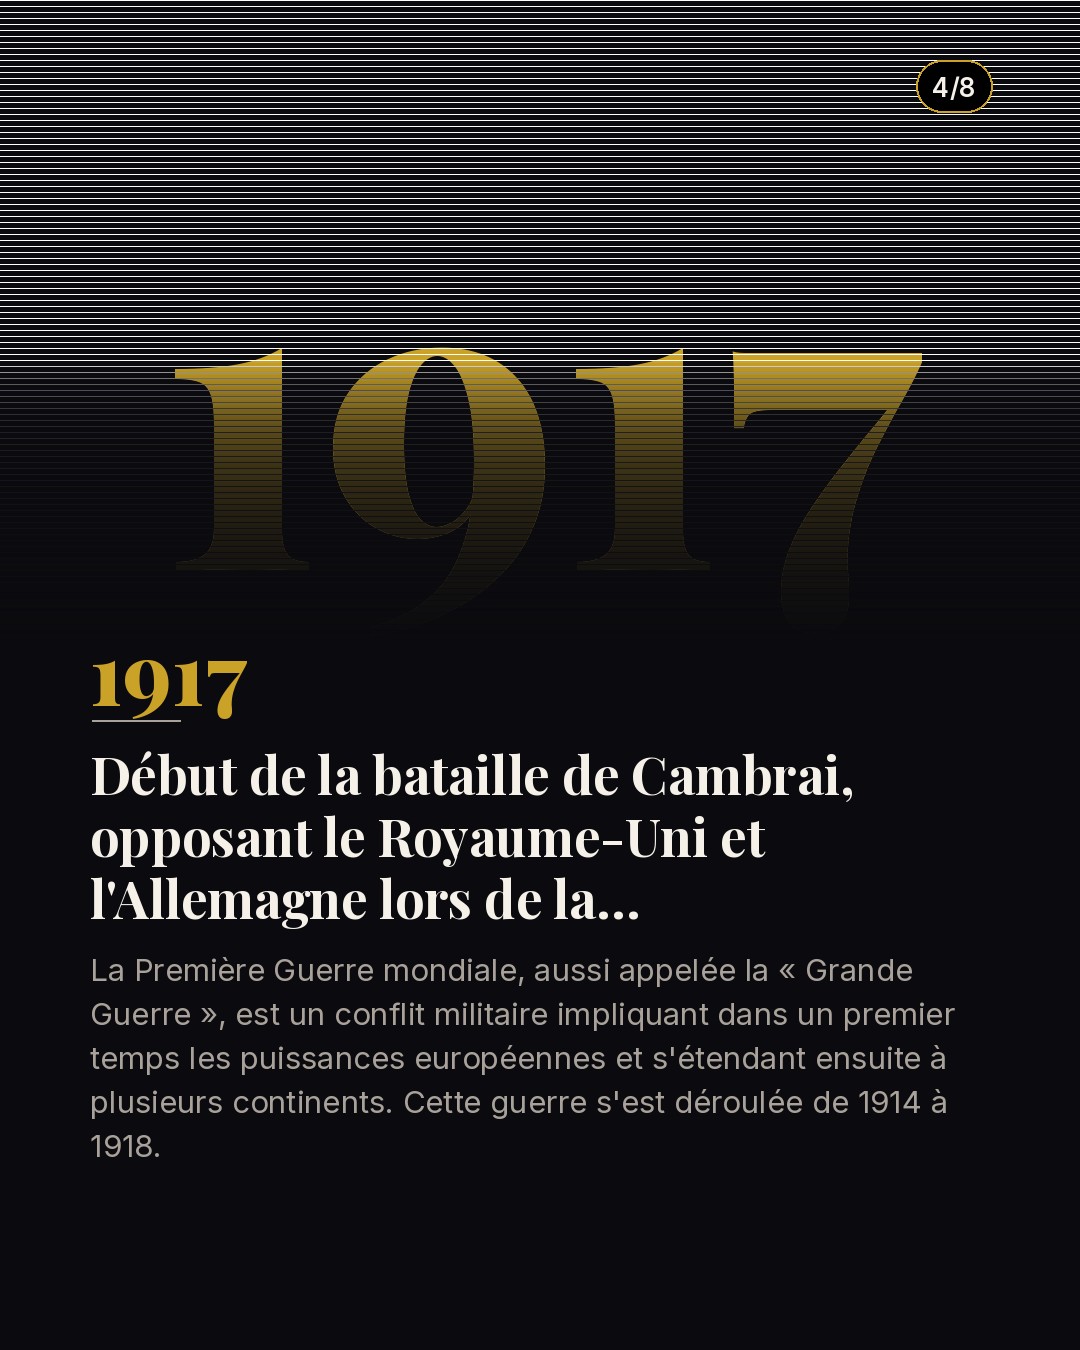 4/8
1917
1917
Début de la bataille de Cambrai,
opposant le Royaume-Uni et
l'Allemagne lors de la...
La Première Guerre mondiale, aussi appelée la « Grande
Guerre », est un conflit militaire impliquant dans un premier
temps les puissances européennes et s'étendant ensuite à
plusieurs continents. Cette guerre s'est déroulée de 1914 à
1918.